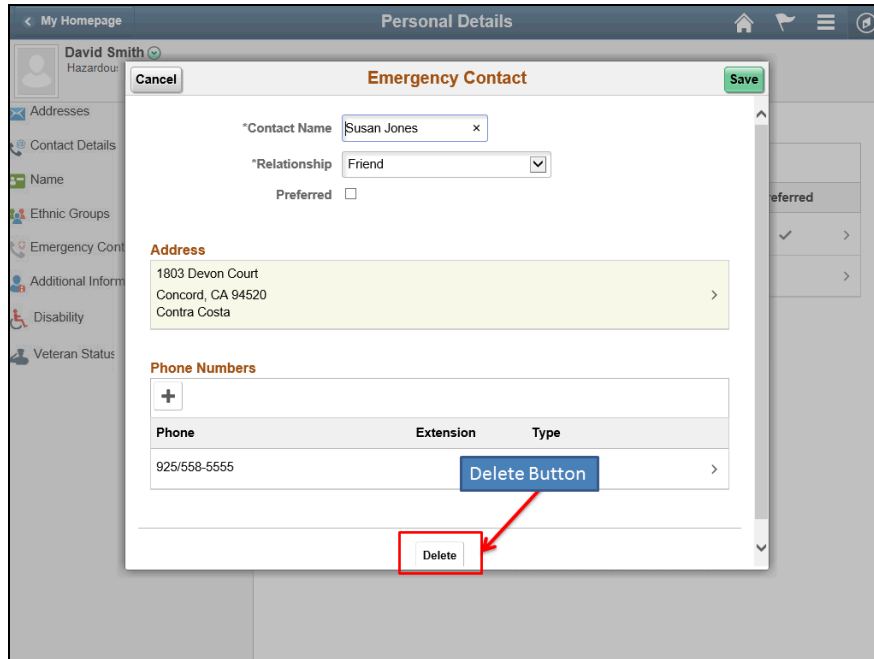 My Homepage
Personal Details
David Smith
Hazardou
Cancel
Emergency Contact
Save
Addresses
Contact Details
Name
Ethnic Groups
Emergency Cont
Additional Inform
Disability
Veteran Status
*Contact Name Susan Jones ×
*Relationship Friend
Preferred
eferred
Address
1803 Devon Court
Concord, CA 94520
Contra Costa
Phone Numbers
+
Phone Extension Type
925/558-5555
Delete Button
Delete